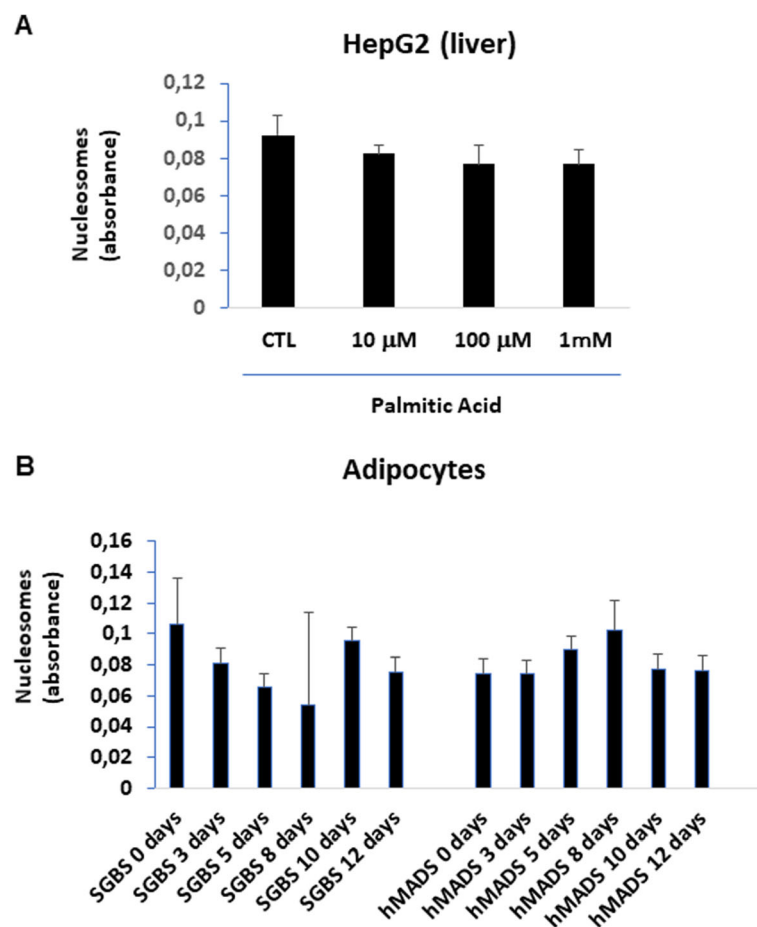 A
HepG2 (liver)
Nucleosomes
(absorbance)
0,12
0,1
0,08
0,06
0,04
0,02
0
CTL 10 μM 100 μM 1mM
Palmitic Acid
B
Adipocytes
Nucleosomes
(absorbance)
0,16
0,14
0,12
0,1
0,08
0,06
0,04
0,02
0
SGBS 0 days
SGBS 3 days
SGBS 5 days
SGBS 8 days
SGBS 10 days
SGBS 12 days
hMADS 0 days
hMADS 3 days
hMADS 5 days
hMADS 8 days
hMADS 10 days
hMADS 12 days